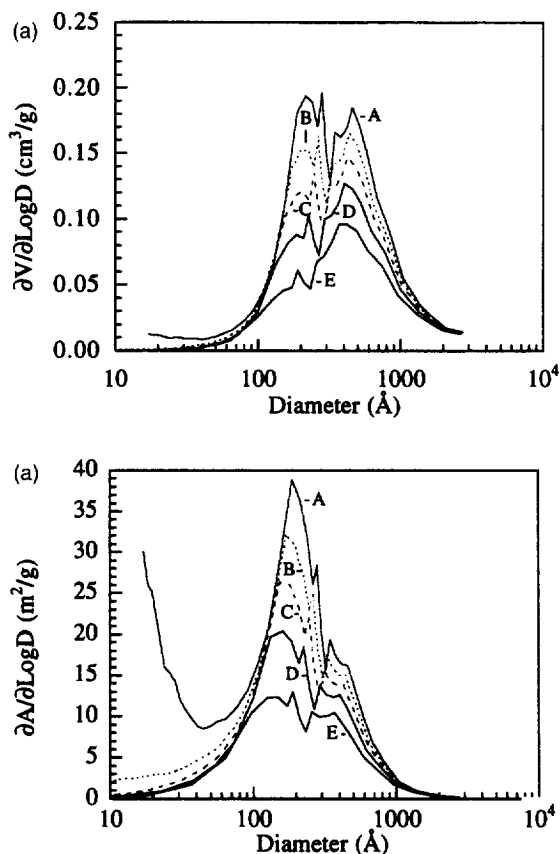 (a)
∂V/∂LogD (cm³/g)
0.25
0.20
0.15
0.10
0.05
0.00
B
-A
-C
-D
-E
10
100
1000
10⁴
Diameter (Å)
(a)
∂A/∂LogD (m²/g)
40
35
30
25
20
15
10
5
0
-A
B-
C-
D-
E-
10
100
1000
10⁴
Diameter (Å)